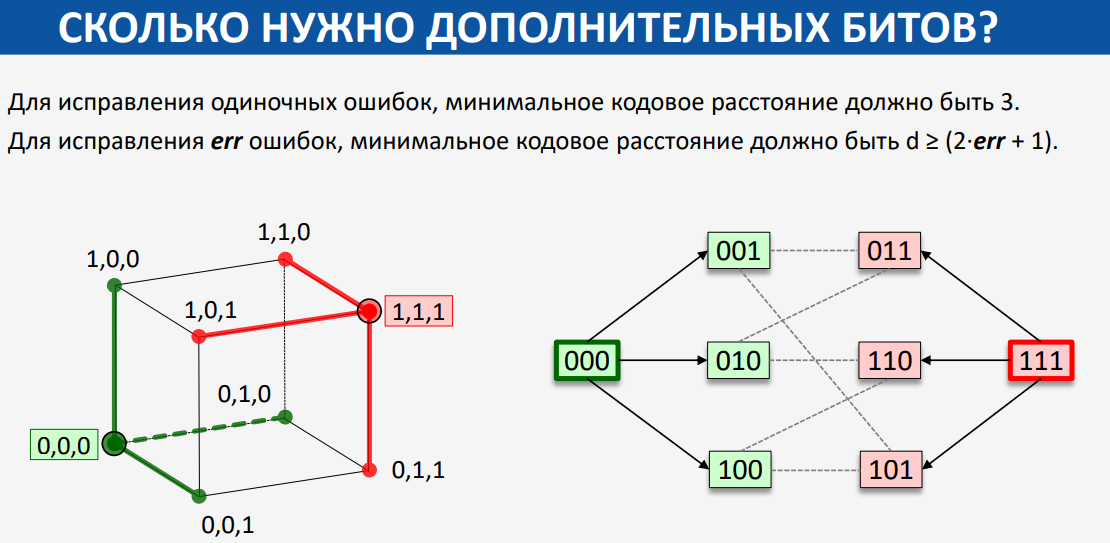 СКОЛЬКО НУЖНО ДОПОЛНИТЕЛЬНЫХ БИТОВ?
Для исправления одиночных ошибок, минимальное кодовое расстояние должно быть 3.
Для исправления err ошибок, минимальное кодовое расстояние должно быть d ≥ (2·err + 1).
1,1,0
1,0,0
1,0,1
1,1,1
0,1,0
0,0,0
0,1,1
0,0,1
001 011
000 010 110 111
100 101